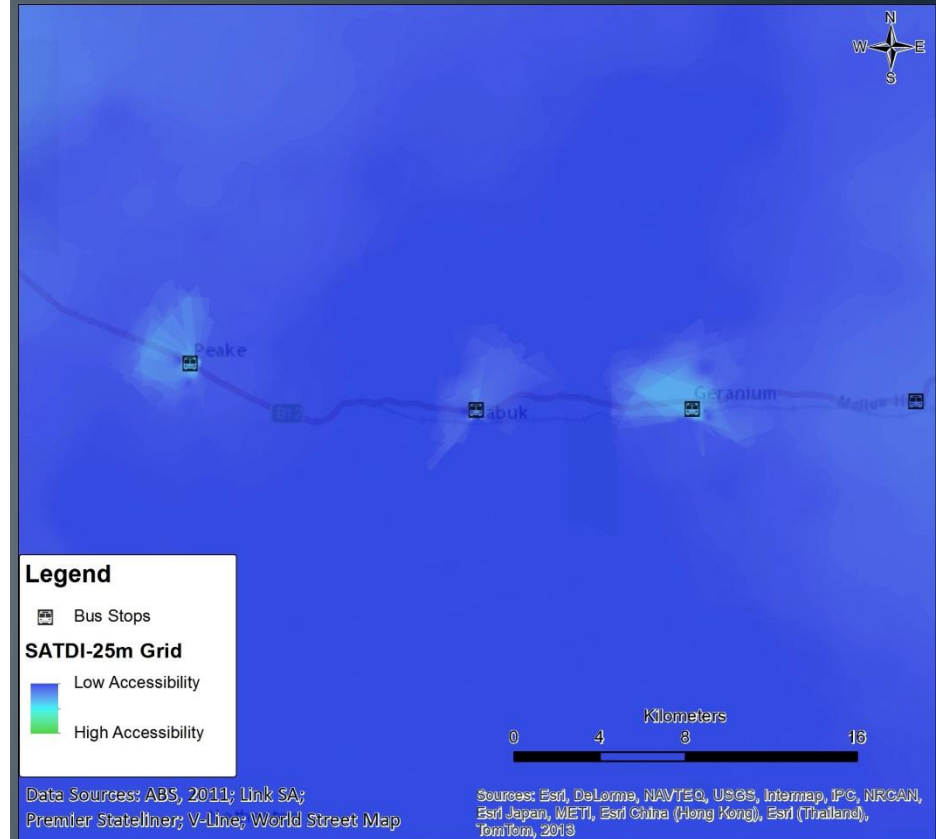 N
W E
S
Peake
B12
abuk
Geranium
Mallee H
Legend
Bus Stops
SATDI-25m Grid
Low Accessibility
High Accessibility
Kilometers
0 4 8 16
Data Sources: ABS, 2011; Link SA;
Premier Stateliner; V-Line; World Street Map
Sources: Esri, DeLorme, NAVTEQ, USGS, Intermap, iPC, NRCAN,
Esri Japan, METI, Esri China (Hong Kong), Esri (Thailand),
TomTom, 2013